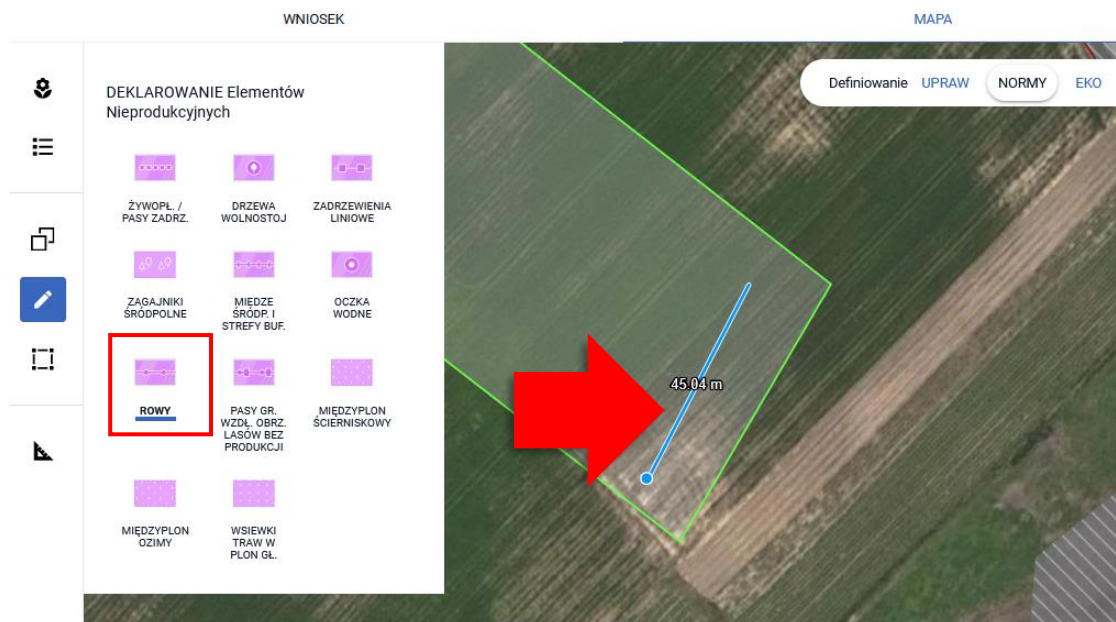 WNIOSEK
MAPA
Definiowanie UPRAW NORMY EKO
DEKLAROWANIE Elementów
Nieprodukcyjnych
ŻYWOPŁ. /
PASY ZADRZ.
DRZEWA
WOLNOSTOJ
ZADRZEWIENIA
LINIOWE
ZAGAJNIKI
ŚRÓDPOLNE
MIĘDZE
ŚRÓDP. I
STREFY BUF.
OCZKA
WODNE
ROWY
PASY GR.
WZDŁ. OBRZ.
LASÓW BEZ
PRODUKCJI
MIĘDZYPLON
ŚCIERNISKOWY
MIĘDZYPLON
OZIMY
WSIEWKI
TRAW W
PLON GŁ.
45.04 m